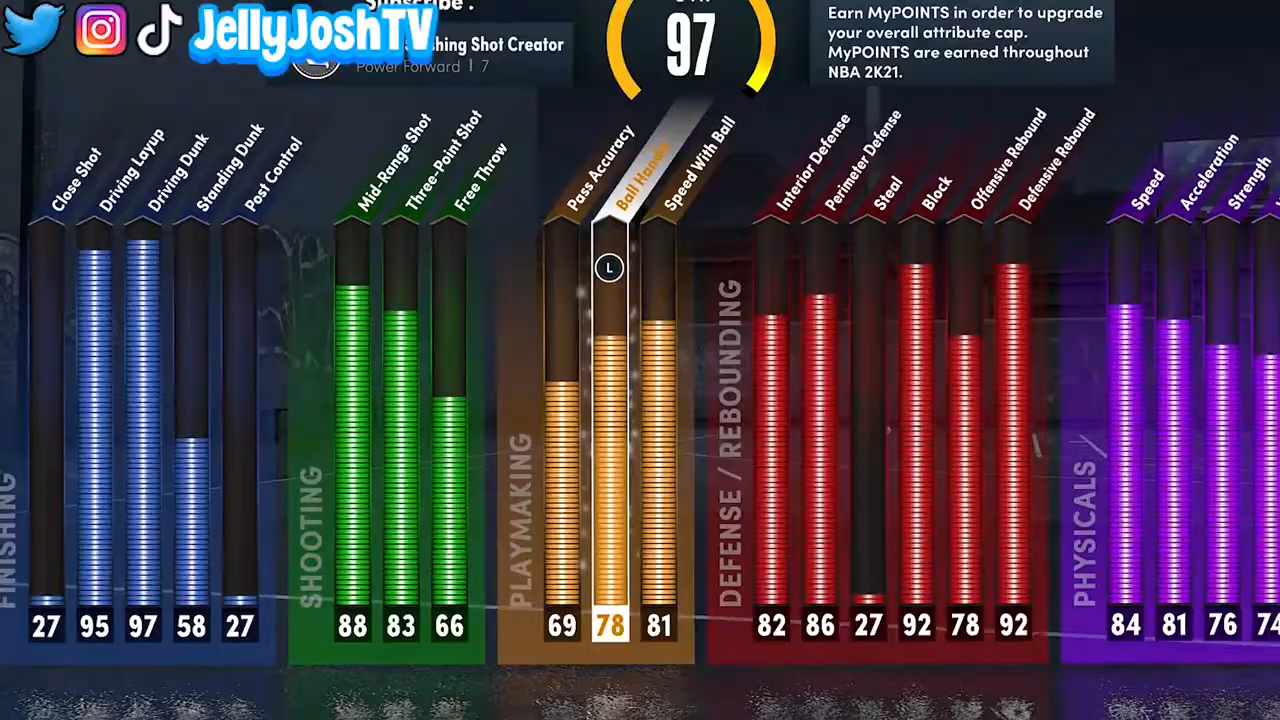 Subscribe .
JellyJoshTV
Shot Creator
Power Forward | 7
97
Earn MyPOINTS in order to upgrade
your overall attribute cap.
MyPOINTS are earned throughout
NBA 2K21.
Close Shot
Driving Layup
Driving Dunk
Standing Dunk
Post Control
Mid-Range Shot
Three-Point Shot
Free Throw
Pass Accuracy
Ball Handle
Speed With Ball
Interior Defense
Perimeter Defense
Steal
Block
Offensive Rebound
Defensive Rebound
Speed
Acceleration
Strength
L
FINISHING
SHOOTING
PLAYMAKING
DEFENSE / REBOUNDING
PHYSICALS
27 95 97 58 27
88 83 66
69 78 81
82 86 27 92 78 92
84 81 76 74